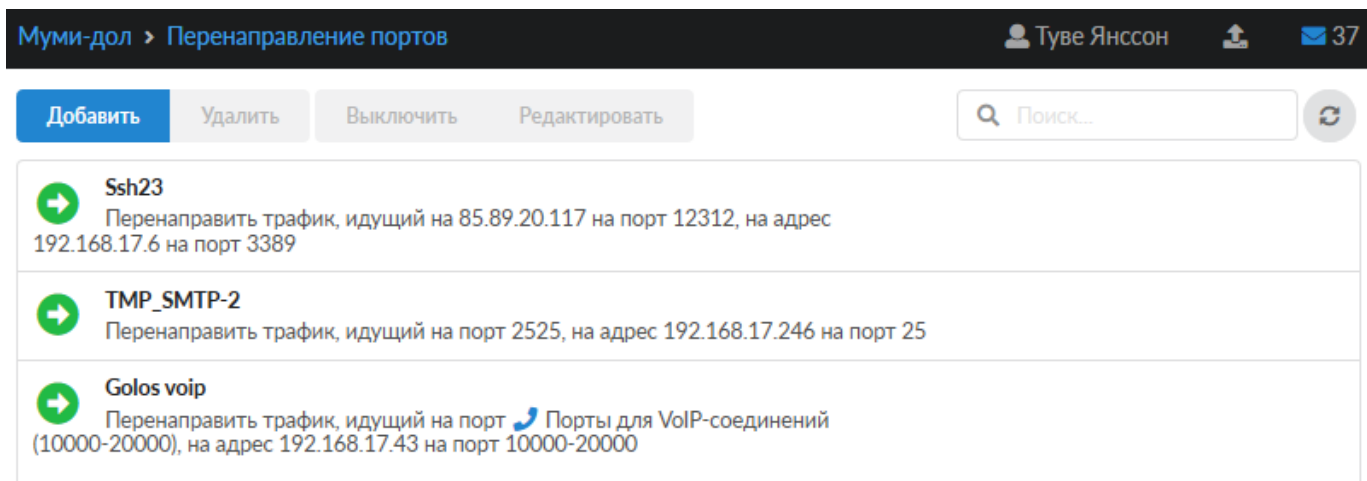 Муми-дол > Перенаправление портов Туве Янссон 37
Добавить Удалить Выключить Редактировать Поиск...
Ssh23
Перенаправить трафик, идущий на 85.89.20.117 на порт 12312, на адрес
192.168.17.6 на порт 3389
TMP_SMTP-2
Перенаправить трафик, идущий на порт 2525, на адрес 192.168.17.246 на порт 25
Golos voip
Перенаправить трафик, идущий на порт Порты для VoIP-соединений
(10000-20000), на адрес 192.168.17.43 на порт 10000-20000